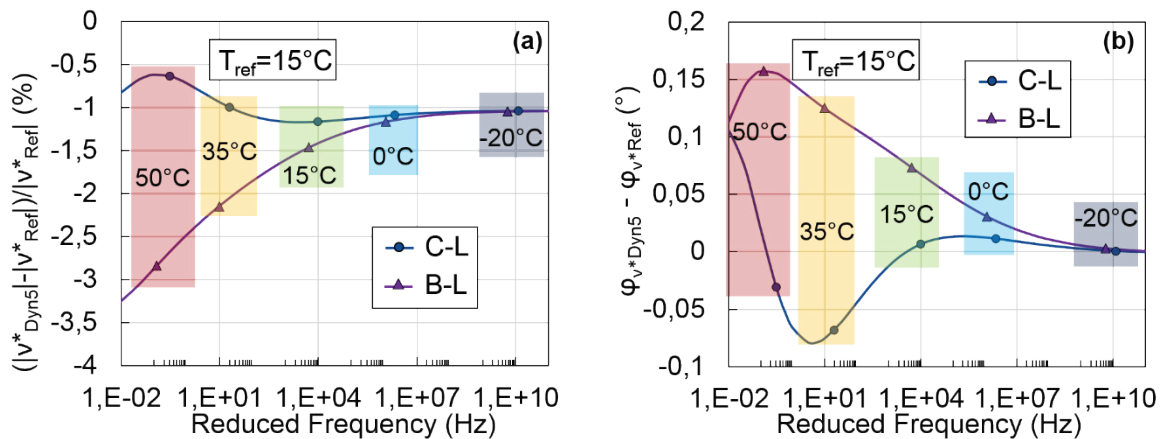 (|ν*Dyn5|-|ν*Ref|)/|ν*Ref| (%)
0
-0,5
-1
-1,5
-2
-2,5
-3
-3,5
-4
(a)
Tref=15°C
50°C
35°C
15°C
0°C
-20°C
C-L
B-L
1,E-02 1,E+01 1,E+04 1,E+07 1,E+10
Reduced Frequency (Hz)
φν*Dyn5 - φν*Ref (°)
0,2
0,15
0,1
0,05
0
-0,05
-0,1
(b)
Tref=15°C
C-L
B-L
50°C
35°C
15°C
0°C
-20°C
1,E-02 1,E+01 1,E+04 1,E+07 1,E+10
Reduced Frequency (Hz)